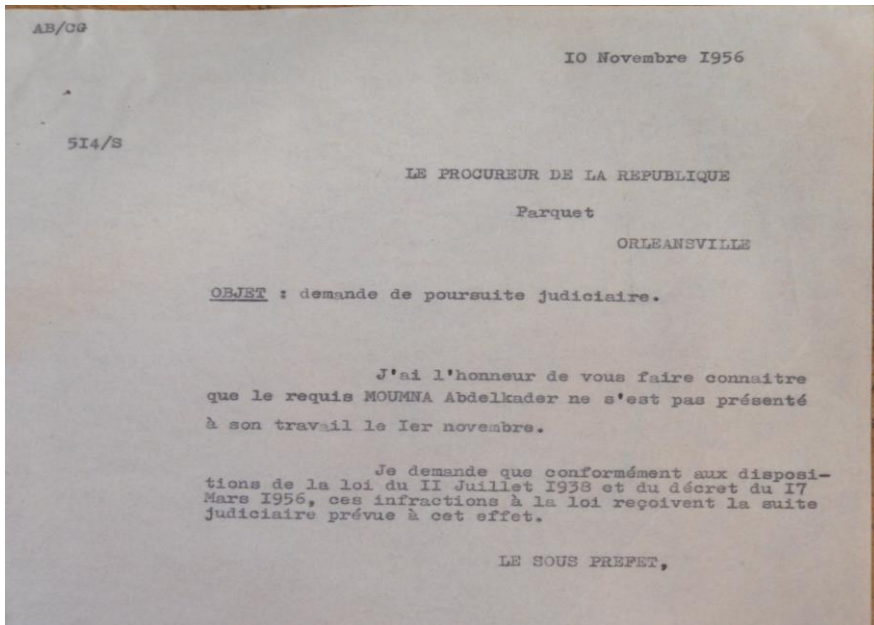 AB/CG
IO Novembre I956
5I4/S
LE PROCUREUR DE LA REPUBLIQUE
Parquet
ORLEANSVILLE
OBJET : demande de poursuite judiciaire.
J'ai l'honneur de vous faire connaitre
que le requis MOUMNA Abdelkader ne s'est pas présenté
à son travail le Ier novembre.
Je demande que conformément aux disposi-
tions de la loi du II Juillet I938 et du décret du I7
Mars I956, ces infractions à la loi reçoivent la suite
judiciaire prévue à cet effet.
LE SOUS PREFET,